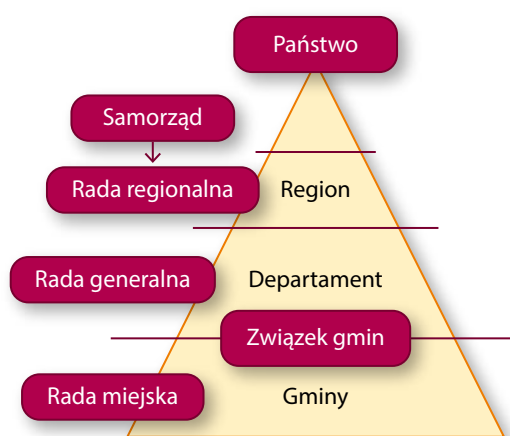 Państwo
Samorząd
Rada regionalna
Region
Rada generalna
Departament
Związek gmin
Rada miejska
Gminy